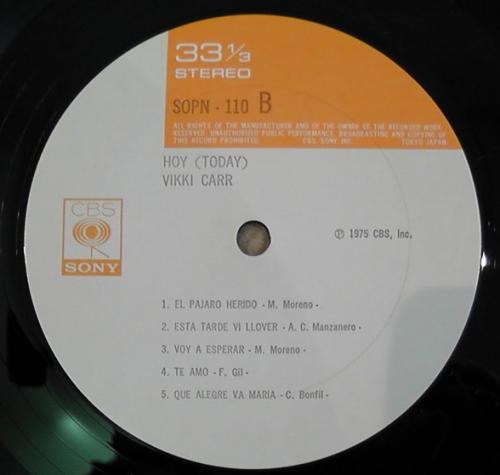 33 1/3
STEREO
SOPN - 110 B
ALL RIGHTS OF THE MANUFACTURER AND OF THE OWNER OF THE RECORDED WORK
RESERVED. UNAUTHORIZED PUBLIC PERFORMANCE, BROADCASTING AND COPYING OF
THIS RECORD PROHIBITED. CBS/SONY INC. TOKYO JAPAN.
HOY (TODAY)
VIKKI CARR
CBS
SONY
℗ 1975 CBS, Inc.
1. EL PAJARO HERIDO - M. Moreno -
2. ESTA TARDE VI LLOVER - A. C. Manzanero -
3. VOY A ESPERAR - M. Moreno -
4. TE AMO - F. Gil -
5. QUE ALEGRE VA MARIA - C. Bonfil -